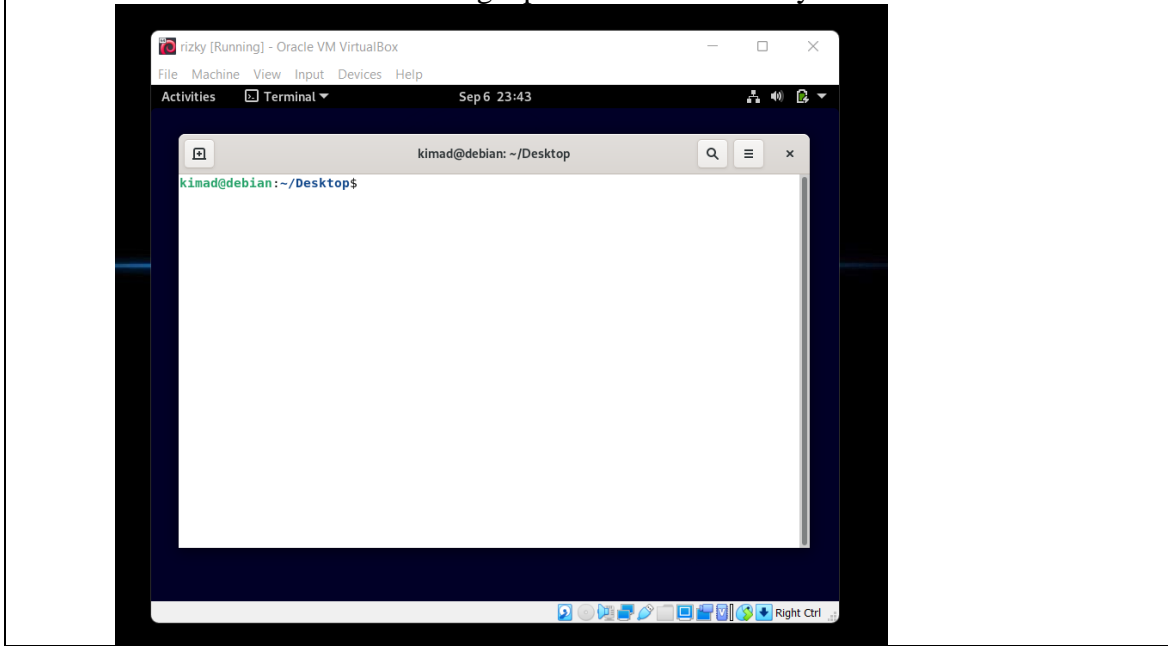 rizky [Running] - Oracle VM VirtualBox
File Machine View Input Devices Help
Activities Terminal Sep 6 23:43
kimad@debian: ~/Desktop
kimad@debian:~/Desktop$
Right Ctrl